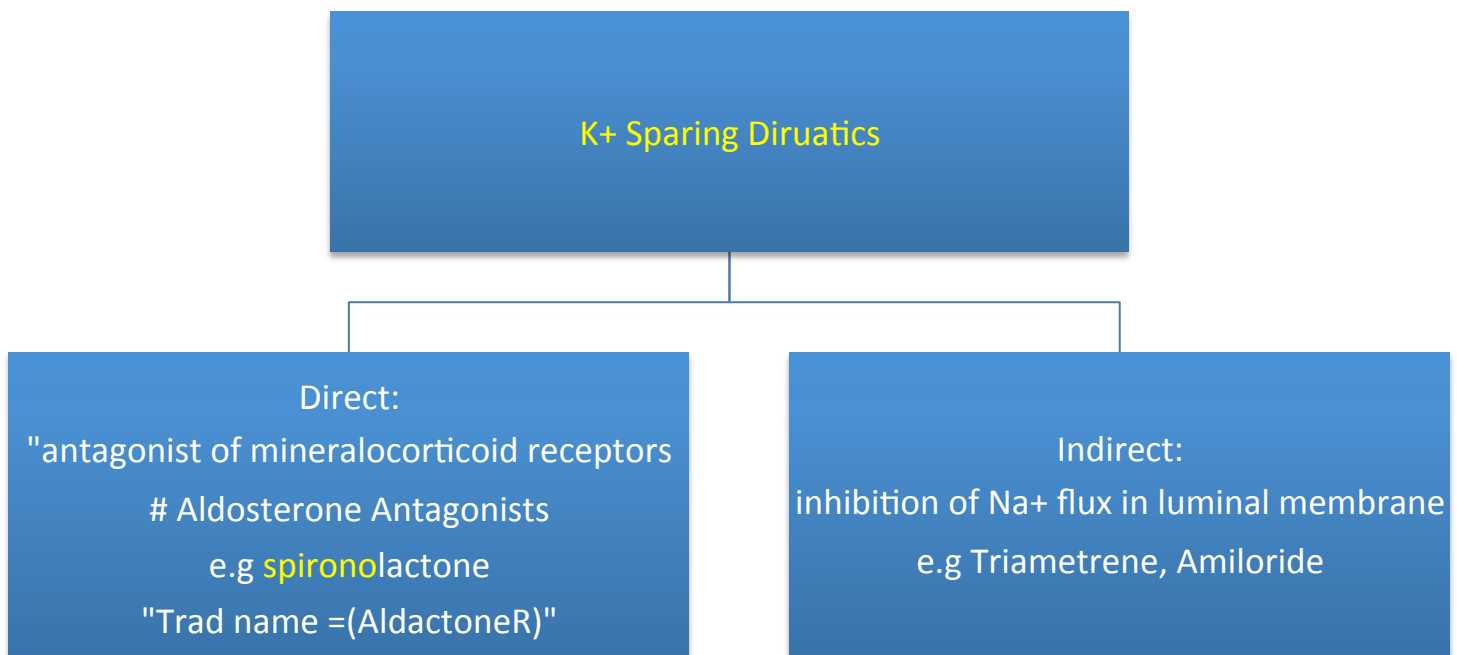 K+ Sparing Diruatics
Direct:
"antagonist of mineralocorticoid receptors
# Aldosterone Antagonists
e.g spironolactone
"Trad name =(AldactoneR)"
Indirect:
inhibition of Na+ flux in luminal membrane
e.g Triametrene, Amiloride